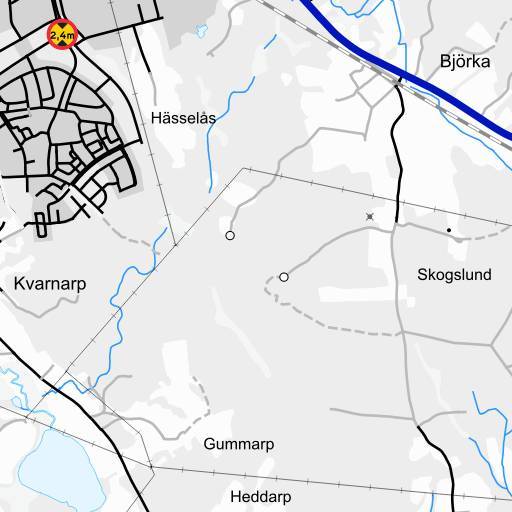 2,4m
Björka
Hässelås
Skogslund
Kvarnarp
Gummarp
Heddarp